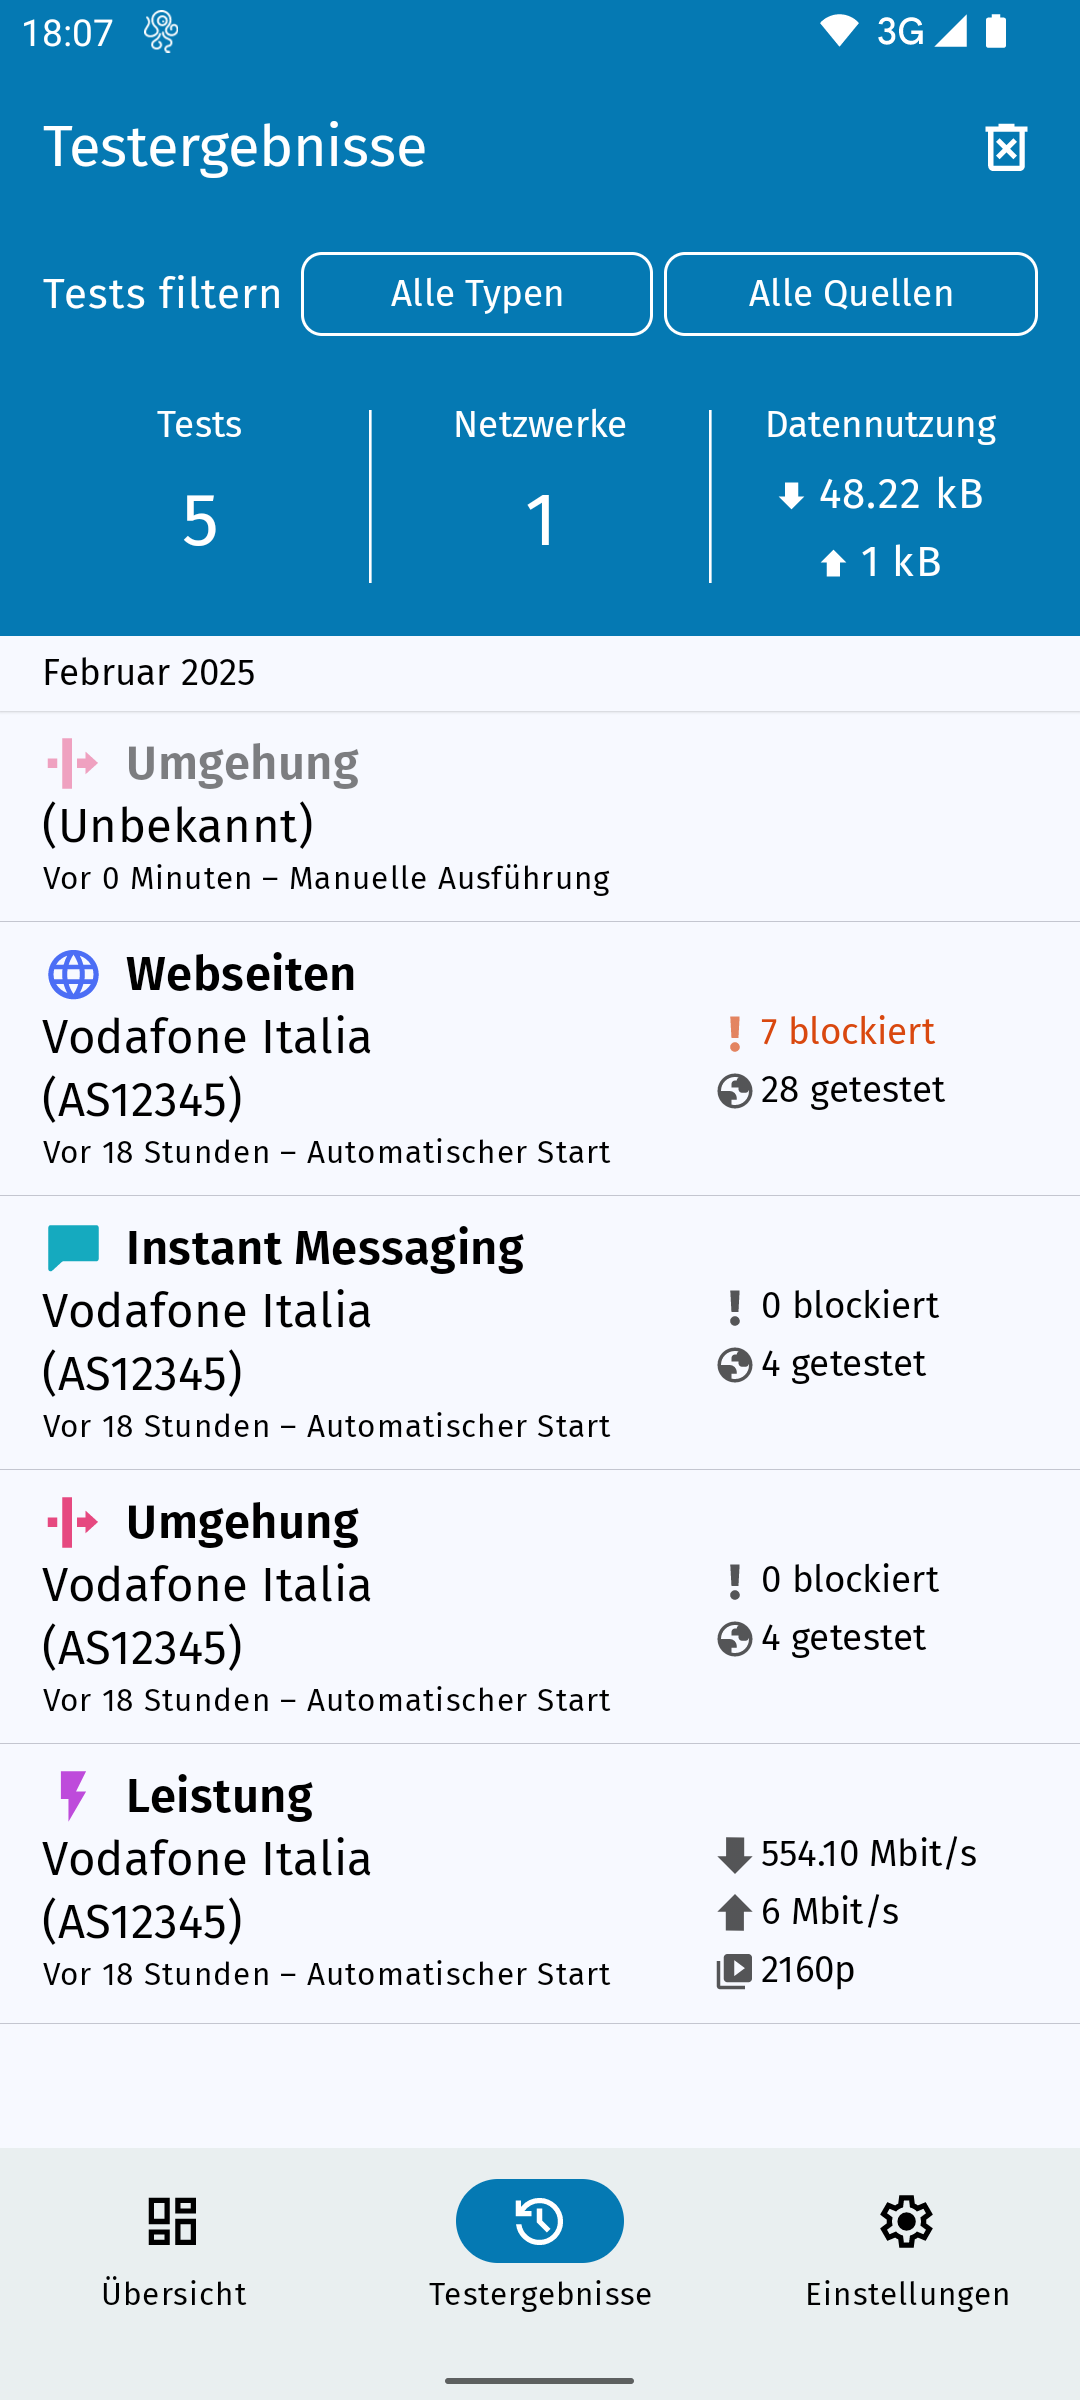 18:07 3G
Testergebnisse
Tests filtern Alle Typen Alle Quellen
Tests Netzwerke Datennutzung
5 1 48.22 kB
1 kB
Februar 2025
Umgehung
(Unbekannt)
Vor 0 Minuten – Manuelle Ausführung
Webseiten
Vodafone Italia
(AS12345)
Vor 18 Stunden – Automatischer Start
7 blockiert
28 getestet
Instant Messaging
Vodafone Italia
(AS12345)
Vor 18 Stunden – Automatischer Start
0 blockiert
4 getestet
Umgehung
Vodafone Italia
(AS12345)
Vor 18 Stunden – Automatischer Start
0 blockiert
4 getestet
Leistung
Vodafone Italia
(AS12345)
Vor 18 Stunden – Automatischer Start
554.10 Mbit/s
6 Mbit/s
2160p
Übersicht Testergebnisse Einstellungen